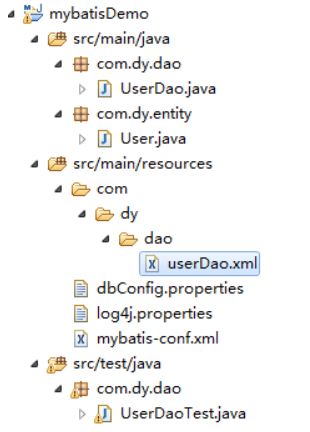 mybatisDemo
src/main/java
com.dy.dao
UserDao.java
com.dy.entity
User.java
src/main/resources
com
dy
dao
userDao.xml
dbConfig.properties
log4j.properties
mybatis-conf.xml
src/test/java
com.dy.dao
UserDaoTest.java